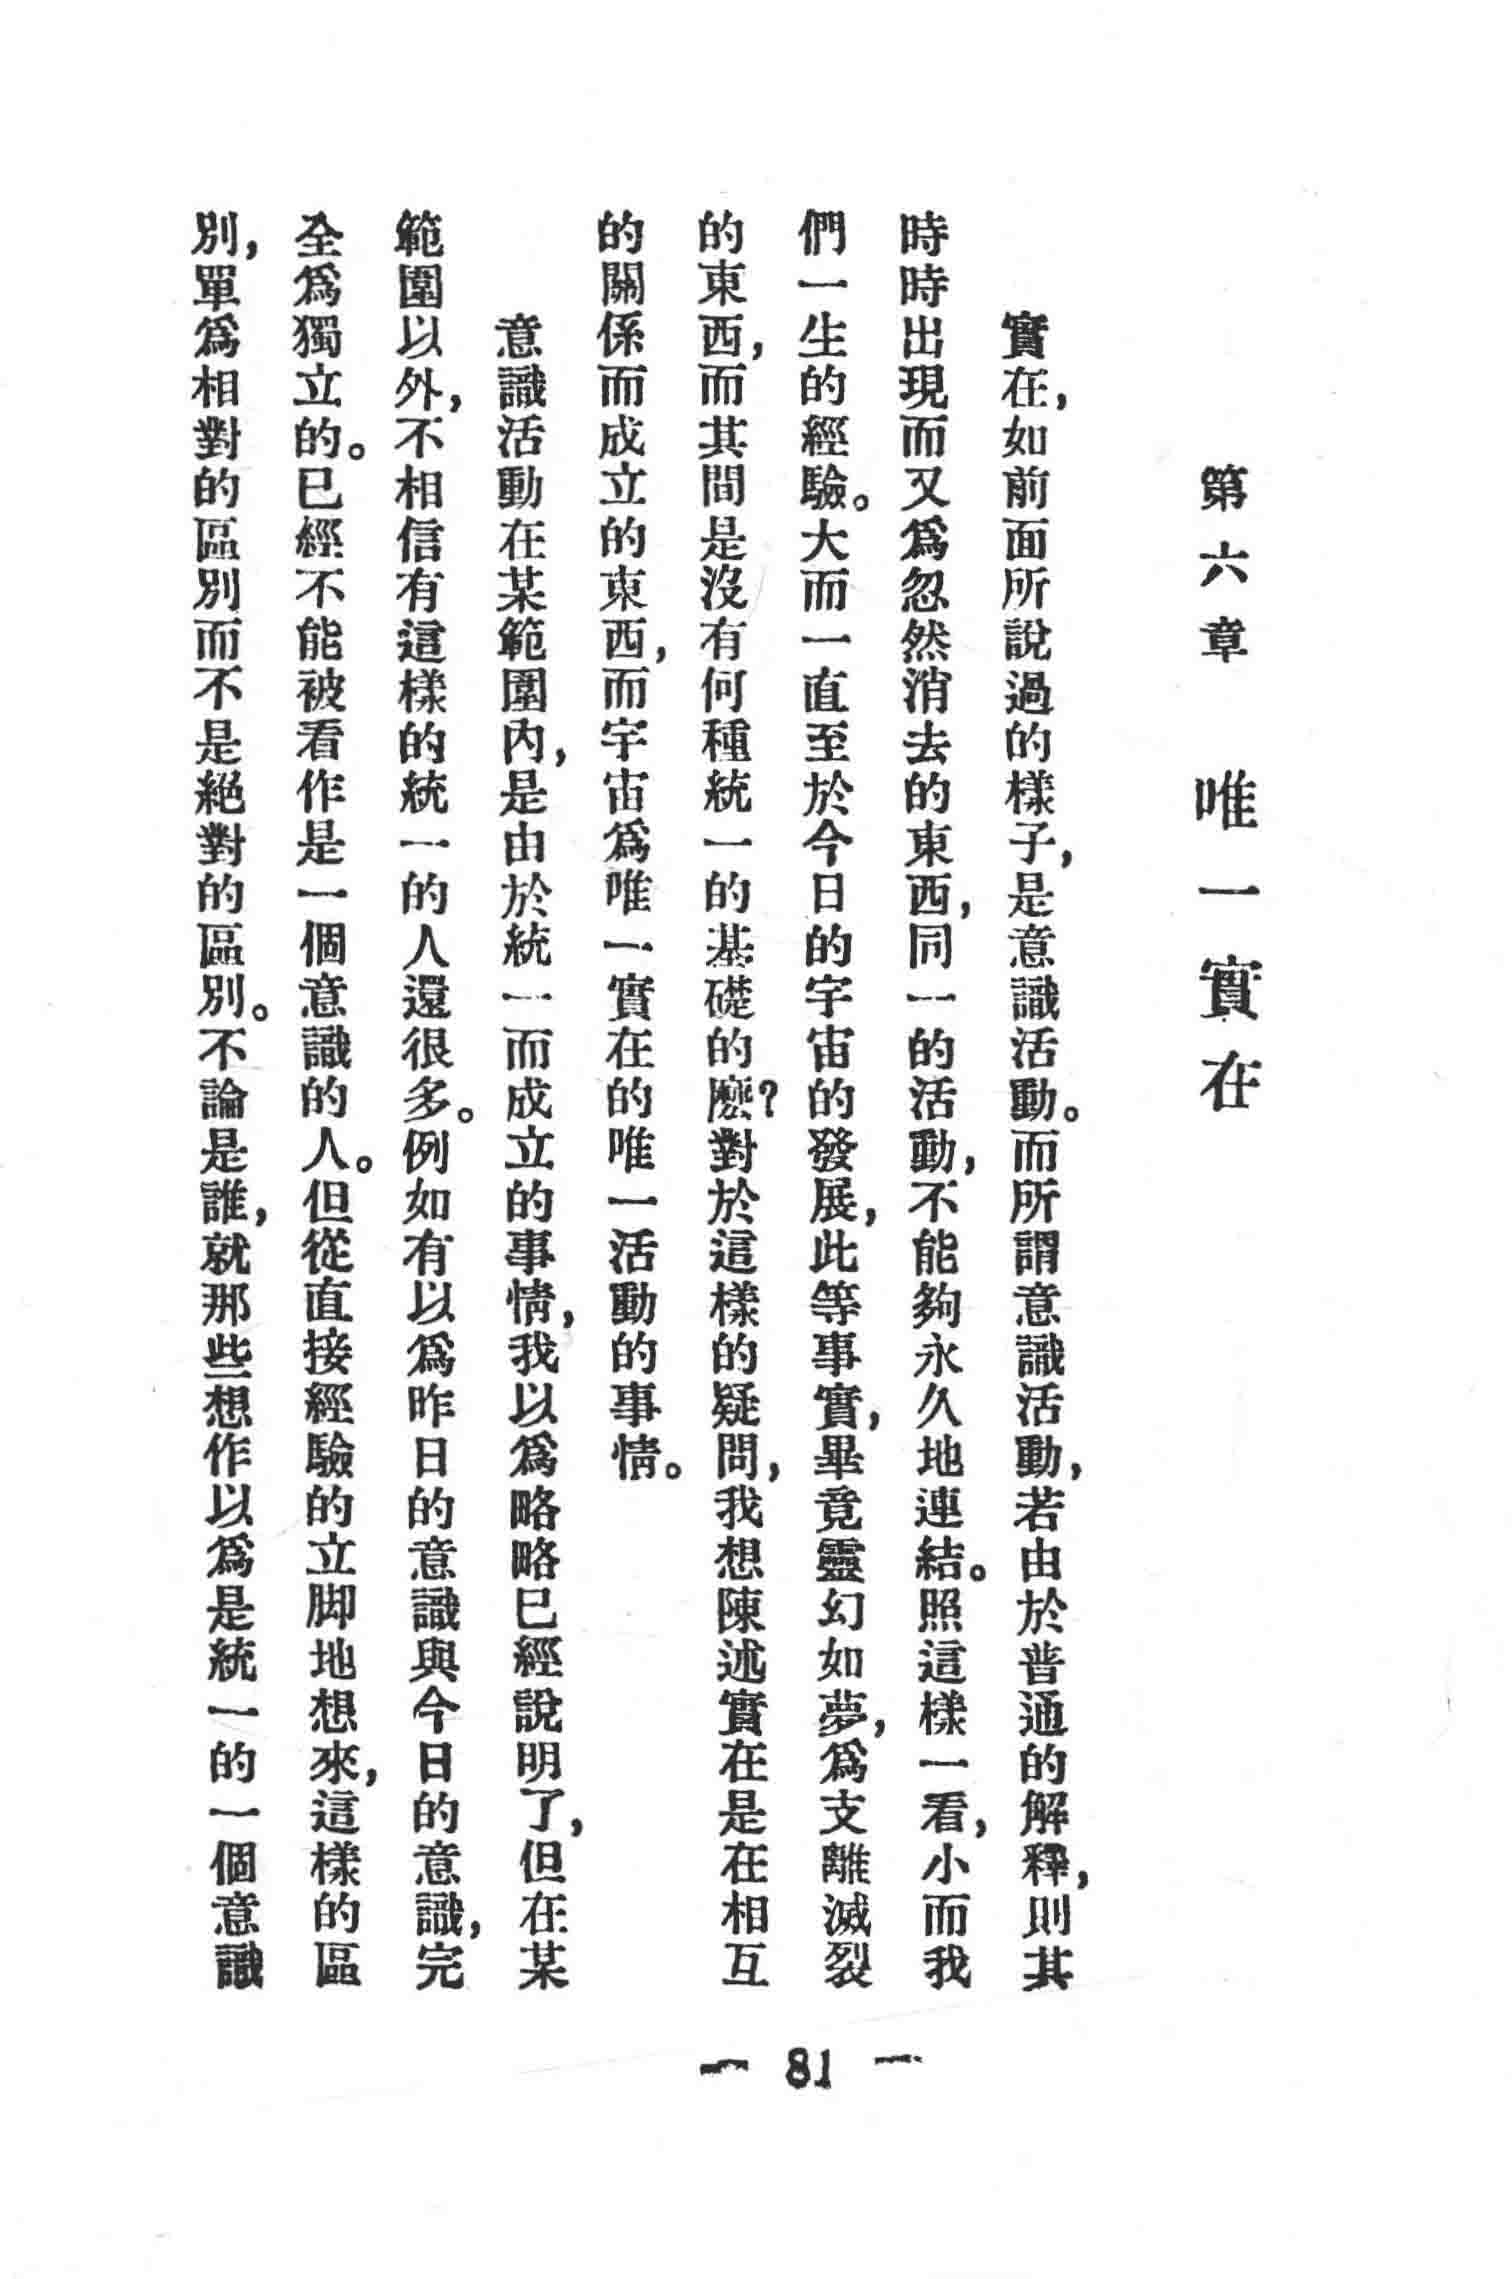 第六章　唯一實在
實在，如前面所說過的樣子，是意識活動。而所謂意識活動，若由於普通的解釋，則其
時時出現而又爲忽然消去的東西，同一的活動，不能夠永久地連結。照這樣一看，小而我
們一生的經驗。大而一直至於今日的宇宙的發展，此等事實，畢竟靈幻如夢，爲支離滅裂
的東西，而其間是沒有何種統一的基礎的麽？對於這樣的疑問，我想陳述實在是在相互
的關係而成立的東西，而宇宙爲唯一實在的唯一活動的事情。
意識活動在某範圍內，是由於統一而成立的事情，我以爲略略已經說明了，但在某
範圍以外，不相信有這樣的統一的人還很多。例如有以爲昨日的意識與今日的意識，完
全爲獨立的。已經不能被看作是一個意識的人。但從直接經驗的立脚地想來，這樣的區
別，單爲相對的區別而不是絕對的區別。不論是誰，就那些想作以爲是統一的一個意識
— 81 —